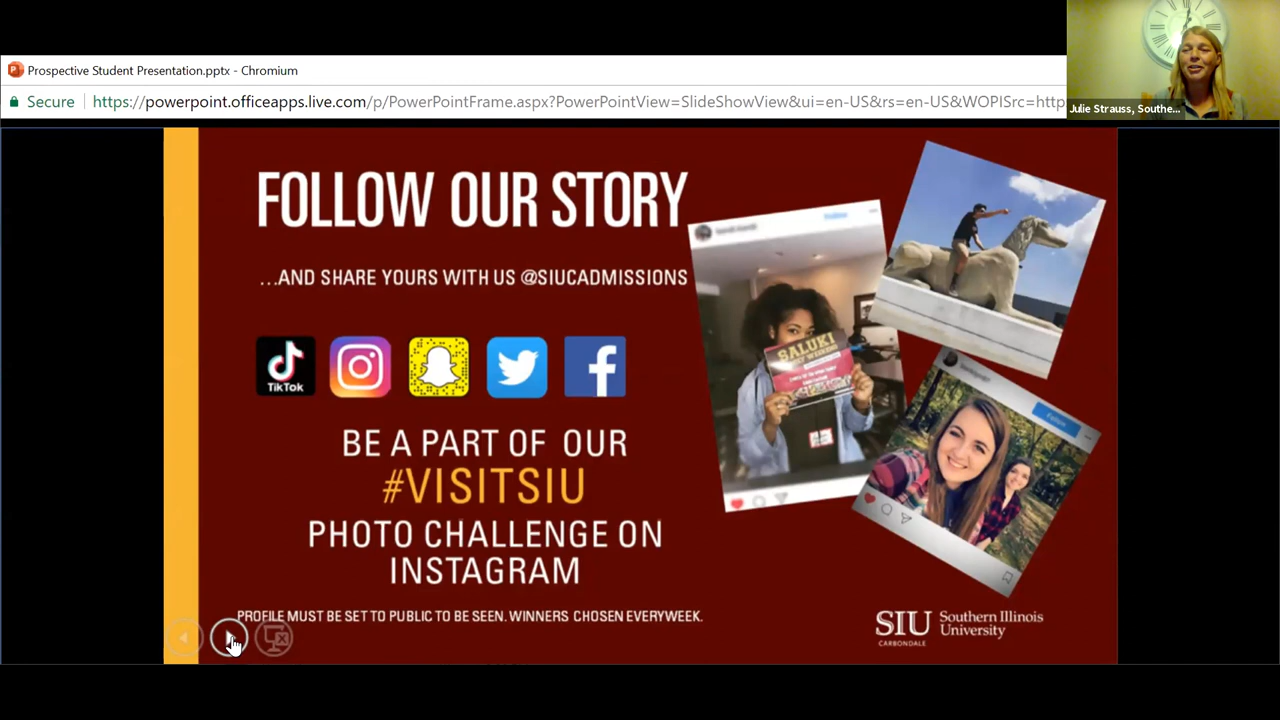 Prospective Student Presentation.pptx - Chromium
Secure
https://powerpoint.officeapps.live.com/p/PowerPointFrame.aspx?PowerPointView=SlideShowView&ui=en-US&rs=en-US&WOPISrc=http
Julie Strauss, Southe...
FOLLOW OUR STORY
...AND SHARE YOURS WITH US @SIUCADMISSIONS
TikTok
BE A PART OF OUR
#VISITSIU
PHOTO CHALLENGE ON
INSTAGRAM
PROFILE MUST BE SET TO PUBLIC TO BE SEEN. WINNERS CHOSEN EVERYWEEK.
Follow
SALUKI
Follow
SIU
CARBONDALE
Southern Illinois
University